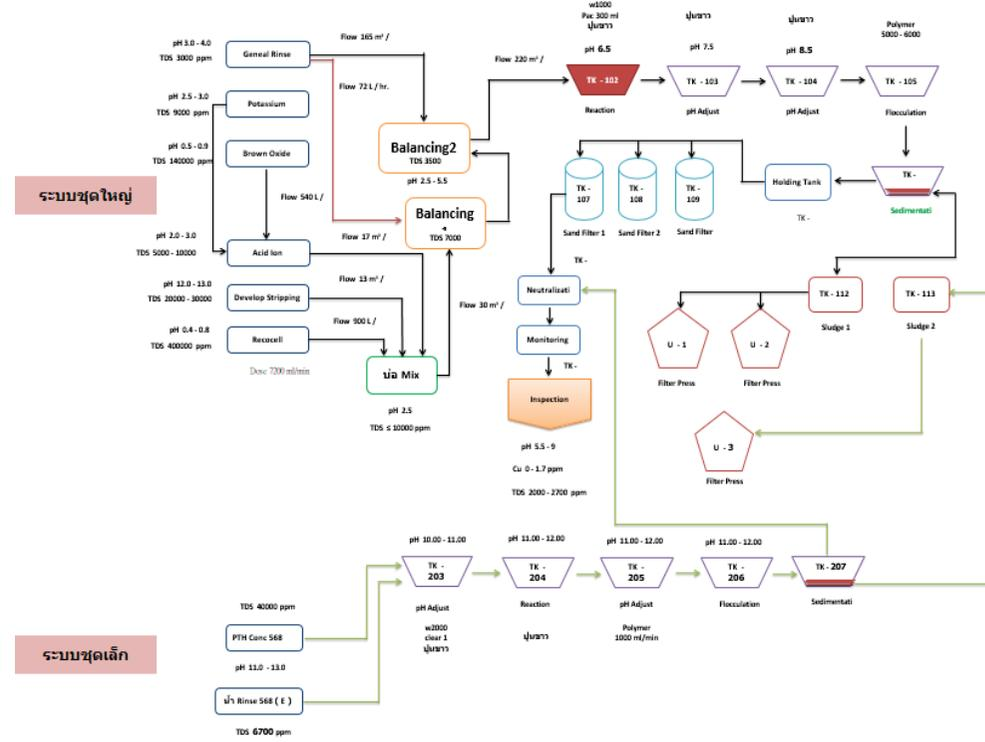 ระบบชุดใหญ่
pH 3.0 - 4.0
TDS 3000 ppm
Geneal Rinse
Flow 165 m³ /
Flow 72 L / hr.
pH 2.5 - 3.0
TDS 9000 ppm
Potassium
pH 0.5 - 0.9
TDS 140000 ppm
Brown Oxide
Flow 540 L /
pH 2.0 - 3.0
TDS 5000 - 10000
Acid Ion
Flow 17 m³ /
pH 12.0 - 13.0
TDS 20000 - 30000
Develop Stripping
Flow 13 m³ /
pH 0.4 - 0.8
TDS 400000 ppm
Recocell
Flow 900 L /
Dose 7200 ml/min
บ่อ Mix
pH 2.5
TDS ≤ 10000 ppm
Flow 30 m³ /
Balancing
TDS 7000
Balancing2
TDS 3500
pH 2.5 - 5.5
Flow 220 m³ /
w1000
Pac 300 ml
ปูนขาว
pH 6.5
TK - 102
Reaction
ปูนขาว
pH 7.5
TK - 103
pH Adjust
ปูนขาว
pH 8.5
TK - 104
pH Adjust
Polymer
5000 - 6000
TK - 105
Flocculation
TK -
Sedimentati
Holding Tank
TK -
TK -
107
TK -
108
TK -
109
Sand Filter 1
Sand Filter 2
Sand Filter
TK -
Neutralizati
Monitoring
TK -
Inspection
pH 5.5 - 9
Cu 0 - 1.7 ppm
TDS 2000 - 2700 ppm
TK - 112
Sludge 1
TK - 113
Sludge 2
U - 1
Filter Press
U - 2
Filter Press
U - 3
Filter Press
ระบบชุดเล็ก
TDS 40000 ppm
PTH Conc 568
pH 11.0 - 13.0
น้ำ Rinse 568 ( E )
TDS 6700 ppm
pH 10.00 - 11.00
TK -
203
pH Adjust
w2000
clear 1
ปูนขาว
pH 11.00 - 12.00
TK -
204
Reaction
ปูนขาว
pH 11.00 - 12.00
TK -
205
pH Adjust
Polymer
1000 ml/min
pH 11.00 - 12.00
TK -
206
Flocculation
TK - 207
Sedimentati